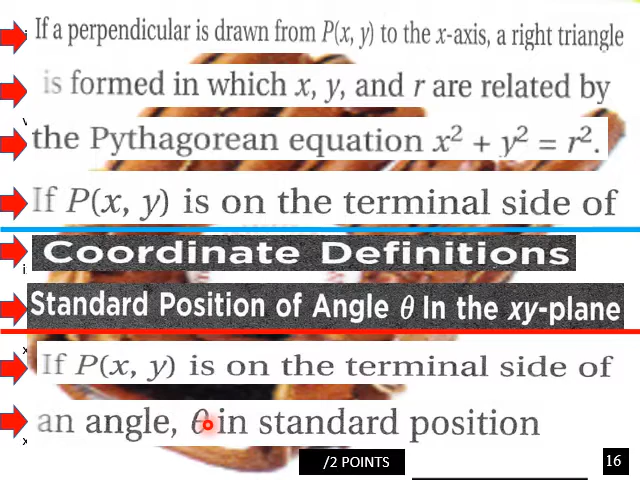 If a perpendicular is drawn from P(x, y) to the x-axis, a right triangle
is formed in which x, y, and r are related by
the Pythagorean equation x² + y² = r².
If P(x, y) is on the terminal side of
Coordinate Definitions
Standard Position of Angle θ In the xy-plane
If P(x, y) is on the terminal side of
an angle, θ in standard position
/2 POINTS
16